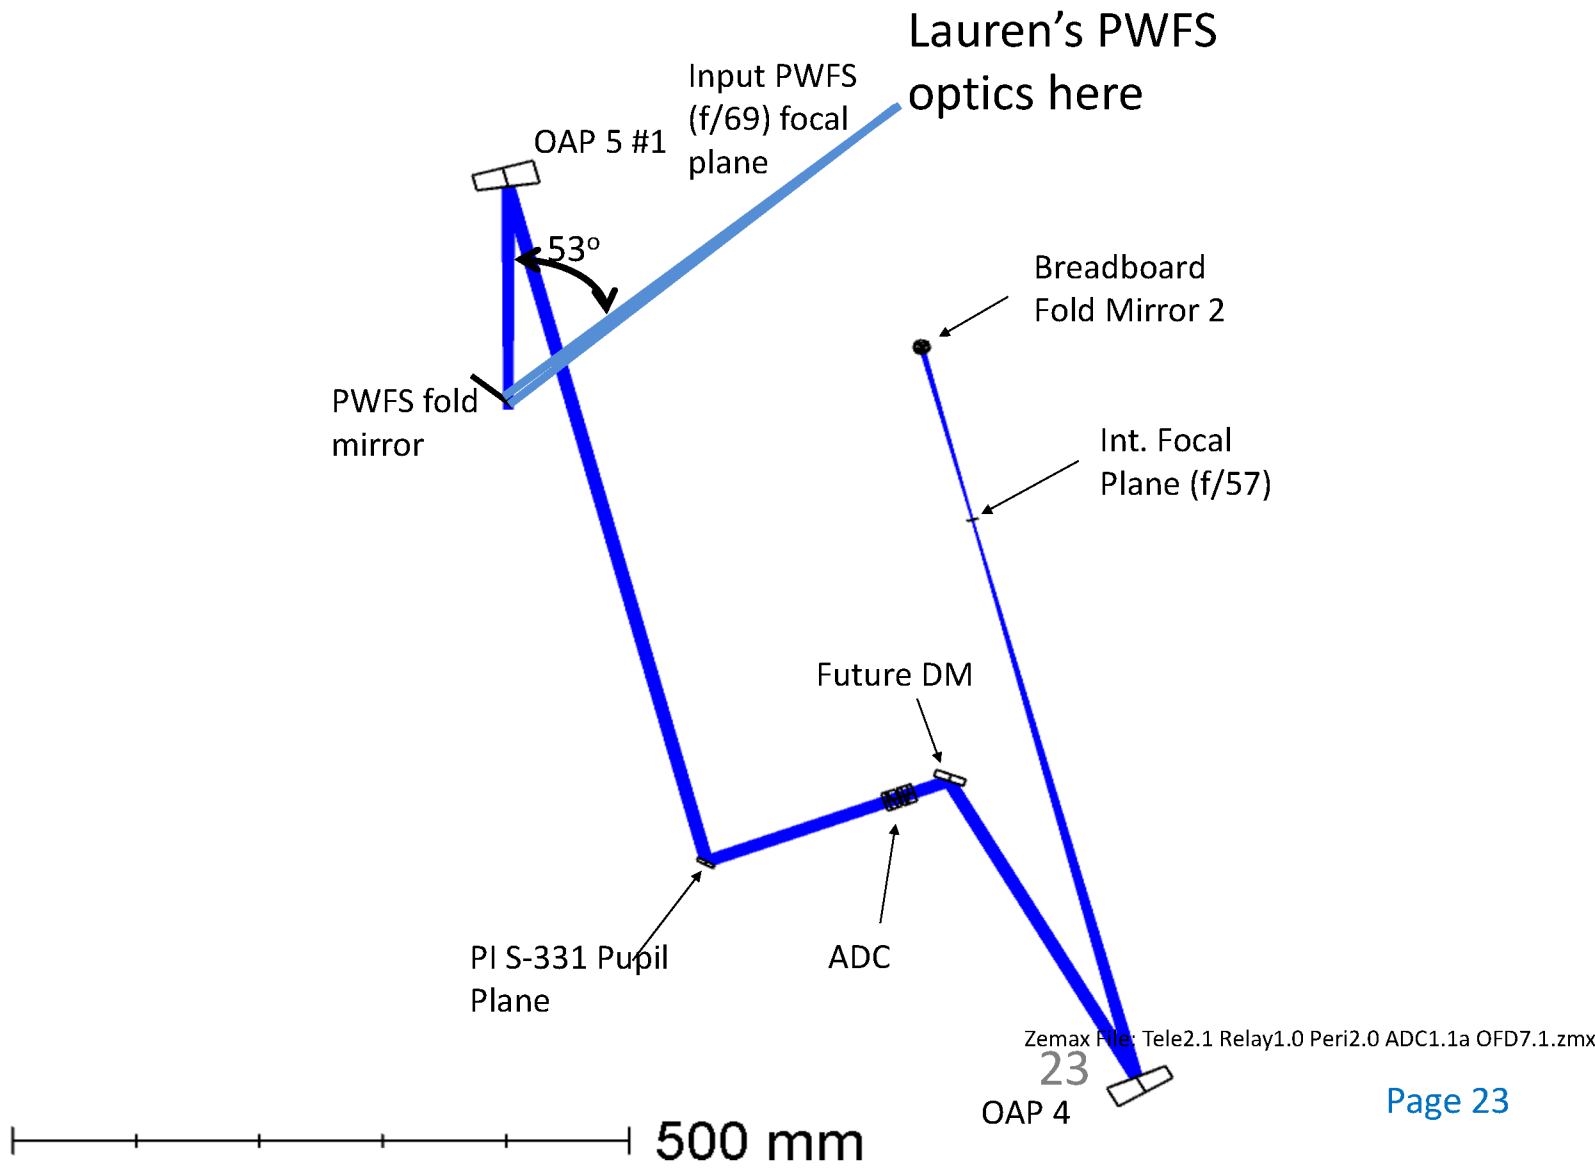 Lauren’s PWFS
optics here
Input PWFS
(f/69) focal
plane
OAP 5 #1
53º
Breadboard
Fold Mirror 2
PWFS fold
mirror
Int. Focal
Plane (f/57)
Future DM
PI S-331 Pupil
Plane
ADC
Zemax File: Tele2.1 Relay1.0 Peri2.0 ADC1.1a OFD7.1.zmx
23
OAP 4
Page 23
500 mm